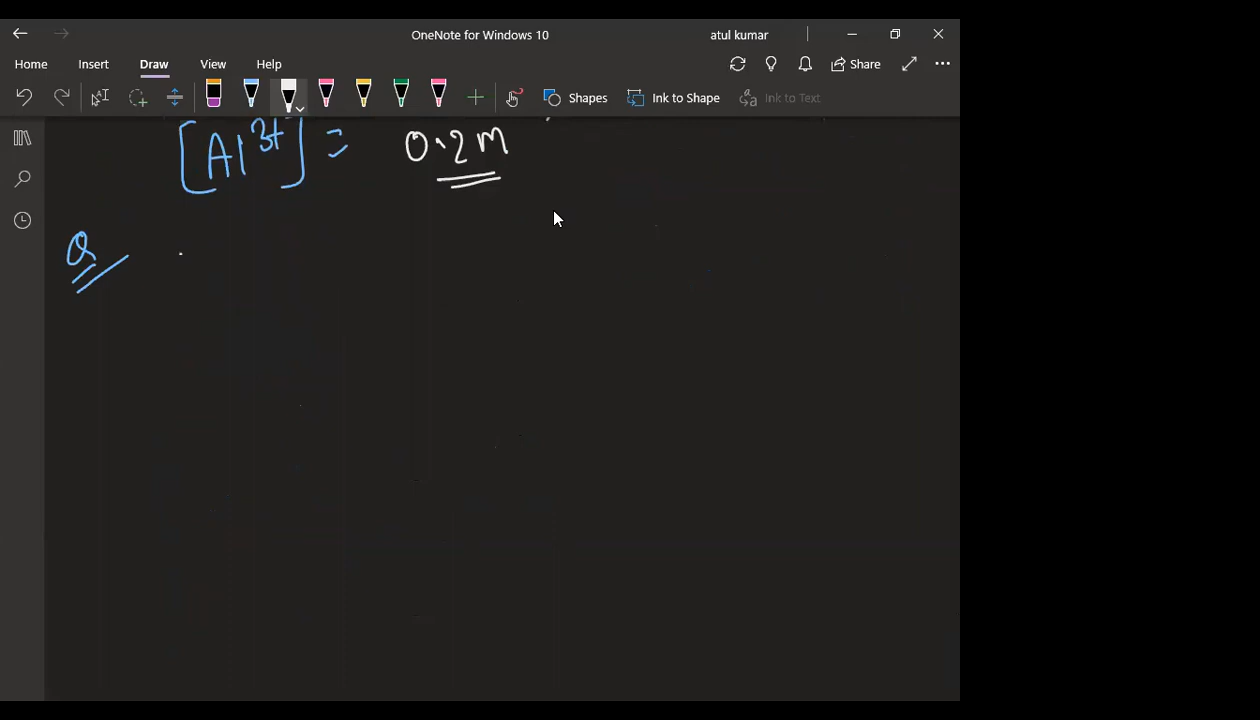 OneNote for Windows 10
atul kumar
Home Insert Draw View Help
Share
Shapes Ink to Shape Ink to Text
[Al³⁺] = 0.2M
Q